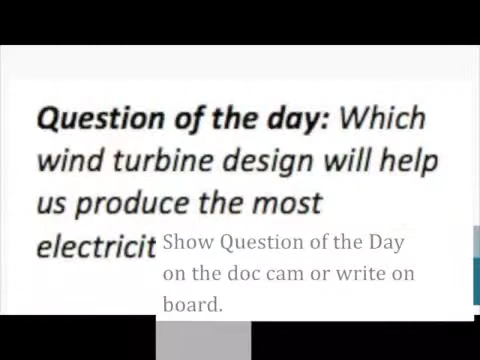 Question of the day: Which
wind turbine design will help
us produce the most
electricit
Show Question of the Day
on the doc cam or write on
board.